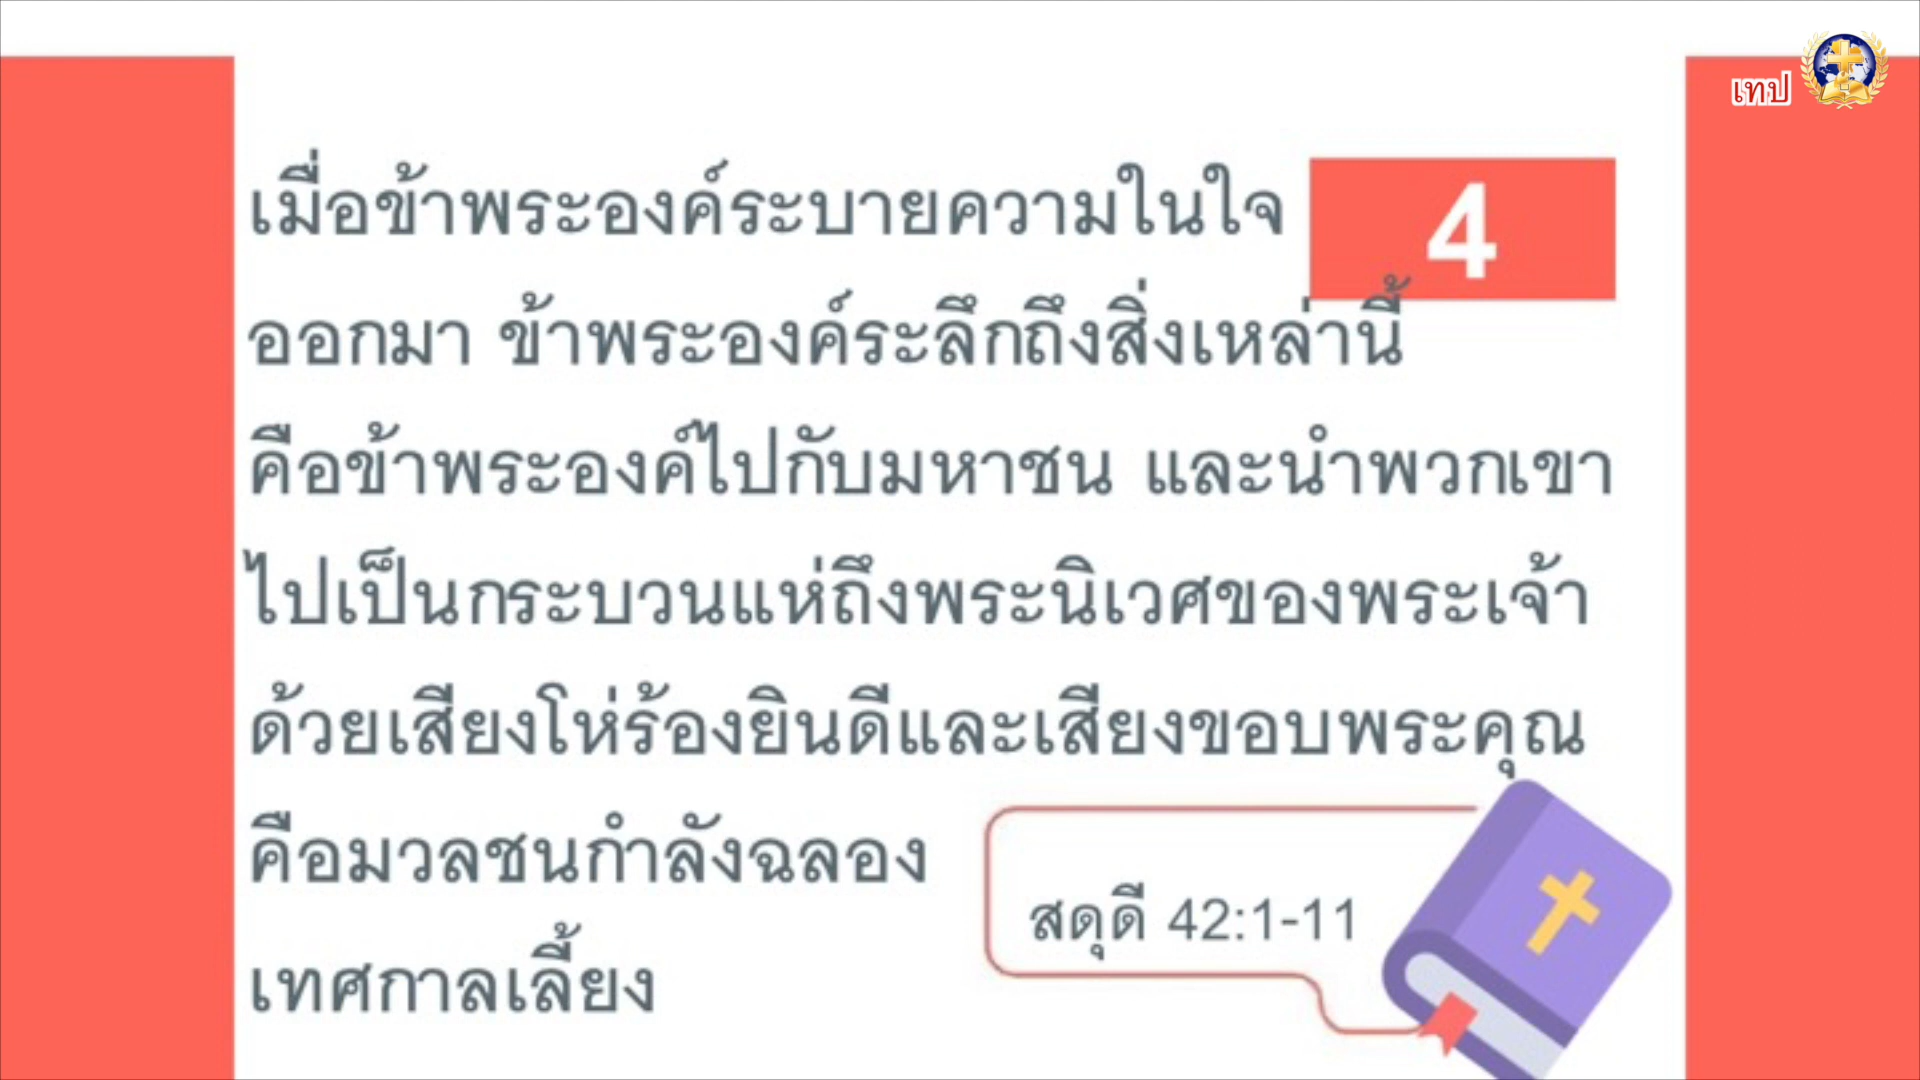 เทป
4
เมื่อข้าพระองค์ระบายความในใจ
ออกมา ข้าพระองค์ระลึกถึงสิ่งเหล่านี้
คือข้าพระองค์ไปกับมหาชน และนำพวกเขา
ไปเป็นกระบวนแห่ถึงพระนิเวศของพระเจ้า
ด้วยเสียงโห่ร้องยินดีและเสียงขอบพระคุณ
คือมวลชนกำลังฉลอง
เทศกาลเลี้ยง
สดุดี 42:1-11